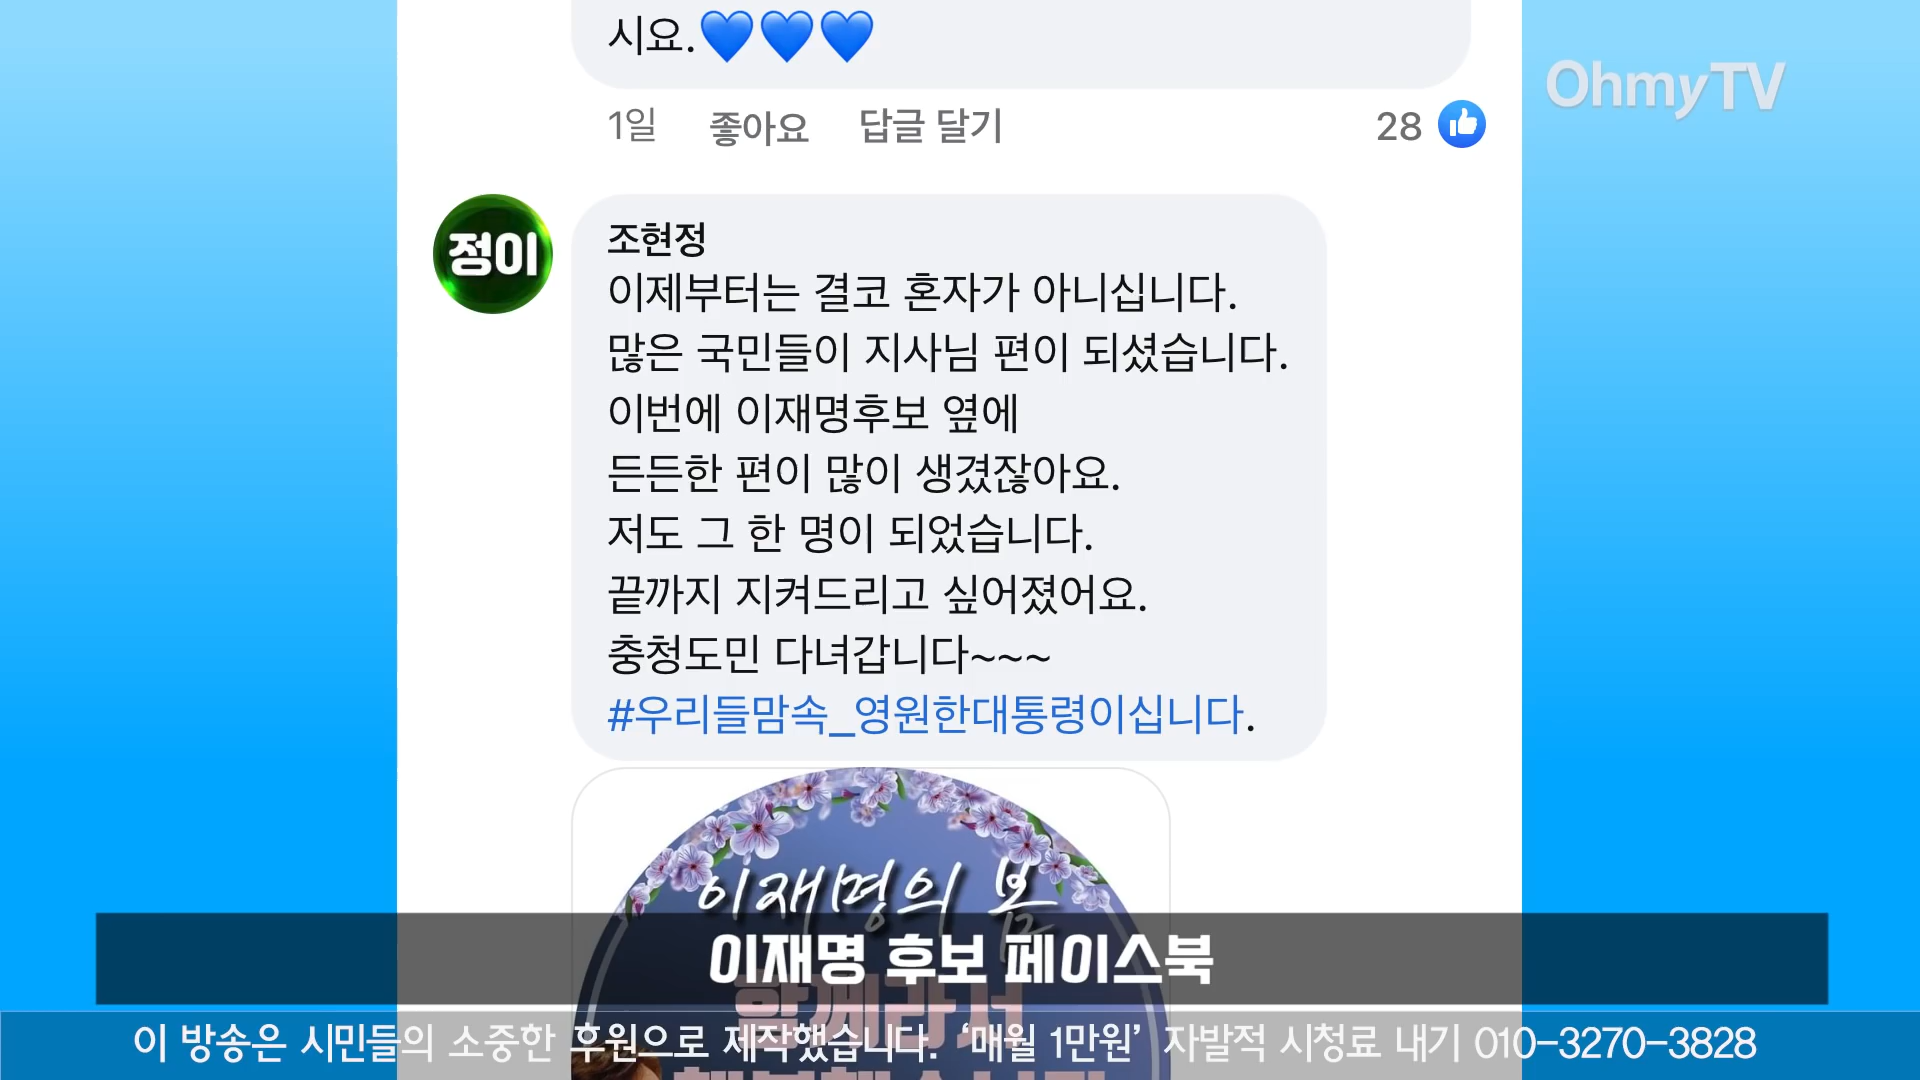 시요.💙💙💙
OhmyTV
1일 좋아요 답글 달기 28
정이
조현정
이제부터는 결코 혼자가 아니십니다.
많은 국민들이 지사님 편이 되셨습니다.
이번에 이재명후보 옆에
든든한 편이 많이 생겼잖아요.
저도 그 한 명이 되었습니다.
끝까지 지켜드리고 싶어졌어요.
충청도민 다녀갑니다~~~
#우리들맘속_영원한대통령이십니다.
이재명의 봄
이재명 후보 페이스북
함께라서
이 방송은 시민들의 소중한 후원으로 제작했습니다. ‘매월 1만원’ 자발적 시청료 내기 010-3270-3828